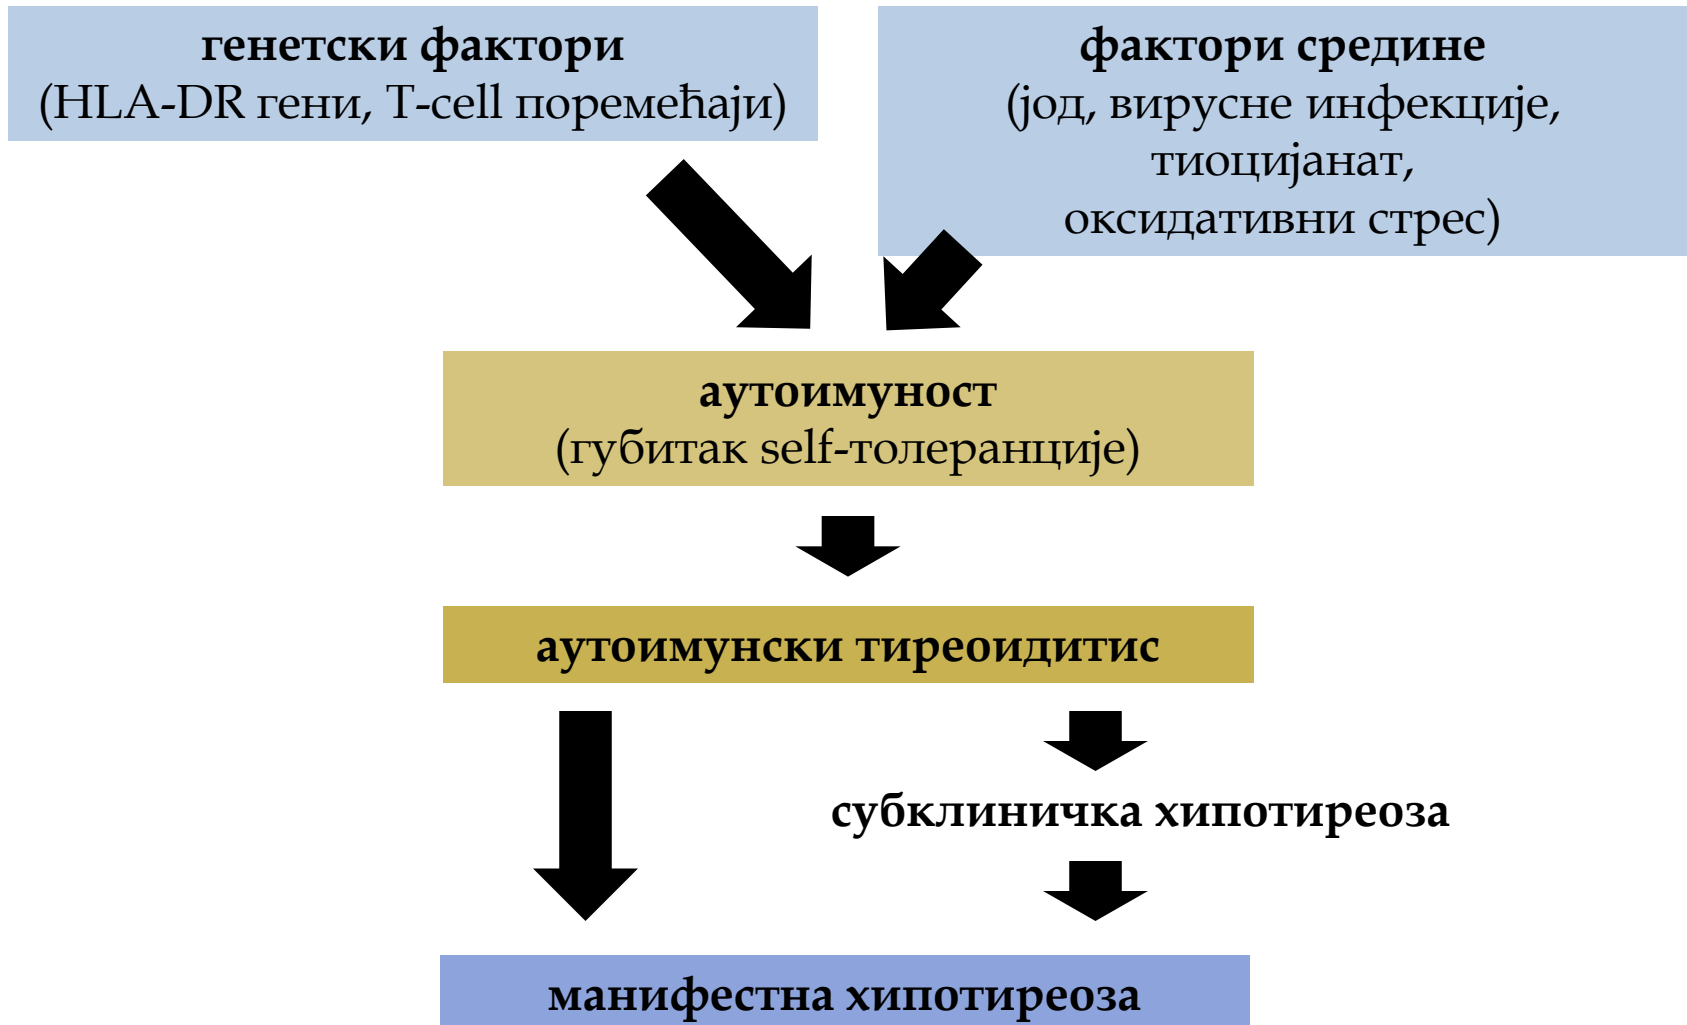 генетски фактори
(HLA-DR гени, T-cell поремећаји)
фактори средине
(јод, вирусне инфекције,
тиоцијанат,
оксидативни стрес)
аутоимуност
(губитак self-толеранције)
аутоимунски тиреоидитис
субклиничка хипотиреоза
манифестна хипотиреоза